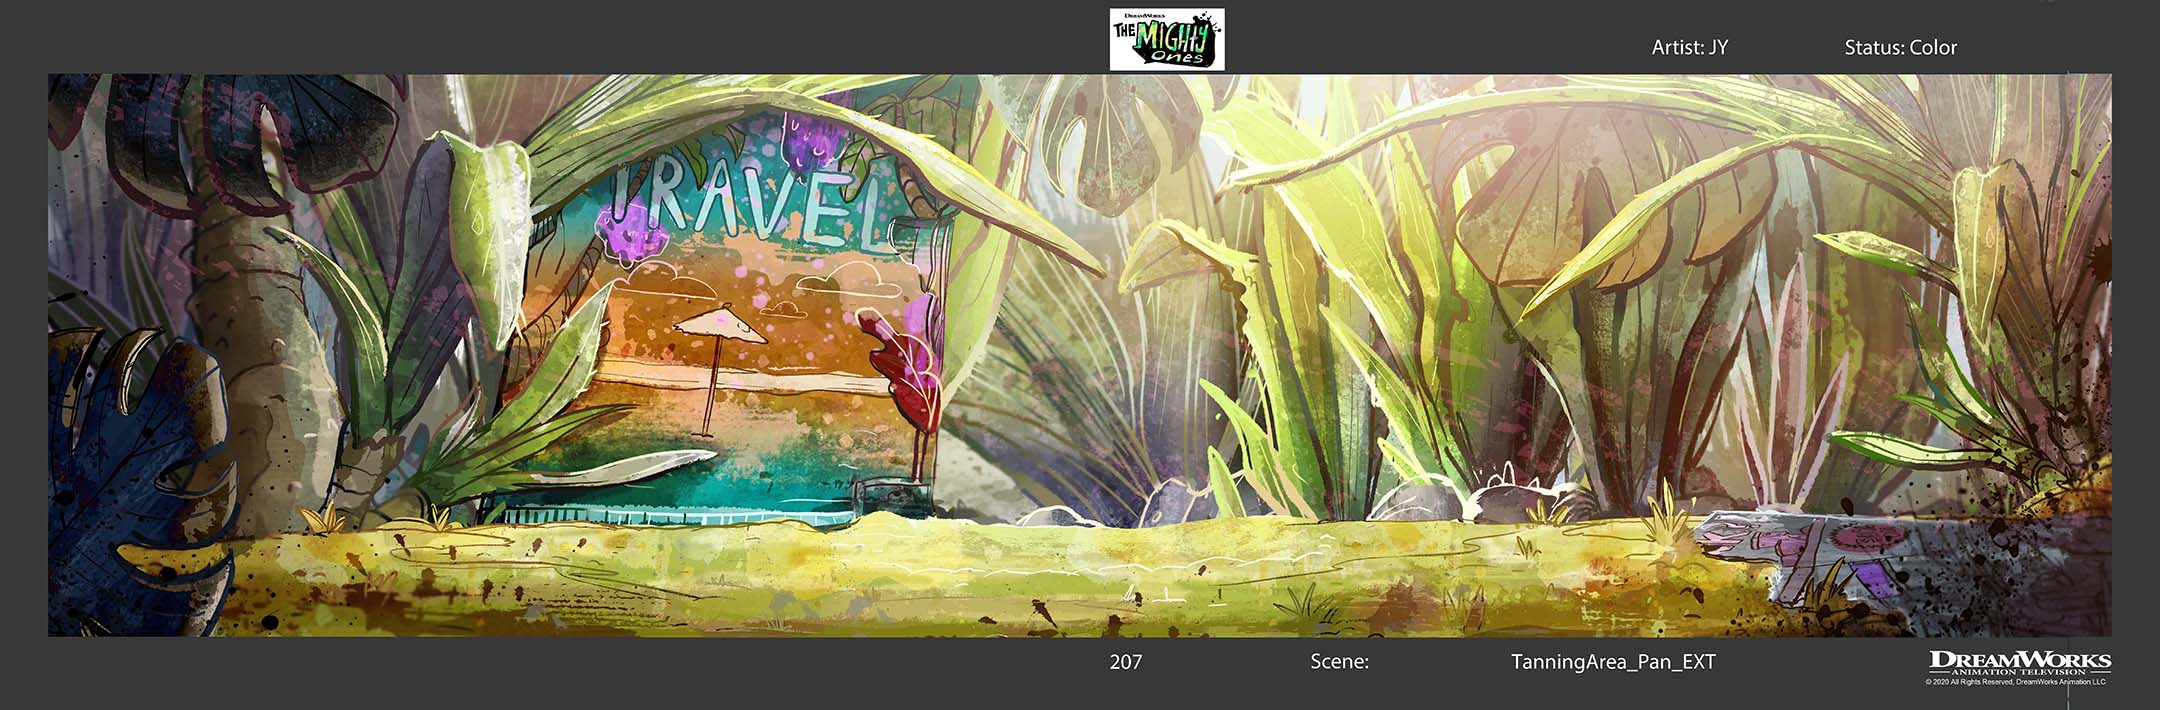 DREAMWORKS
THE MIGHTY
ones
Artist: JY
Status: Color
TRAVEL
207
Scene:
TanningArea_Pan_EXT
DREAMWORKS
ANIMATION TELEVISION
© 2020 All Rights Reserved, DreamWorks Animation LLC